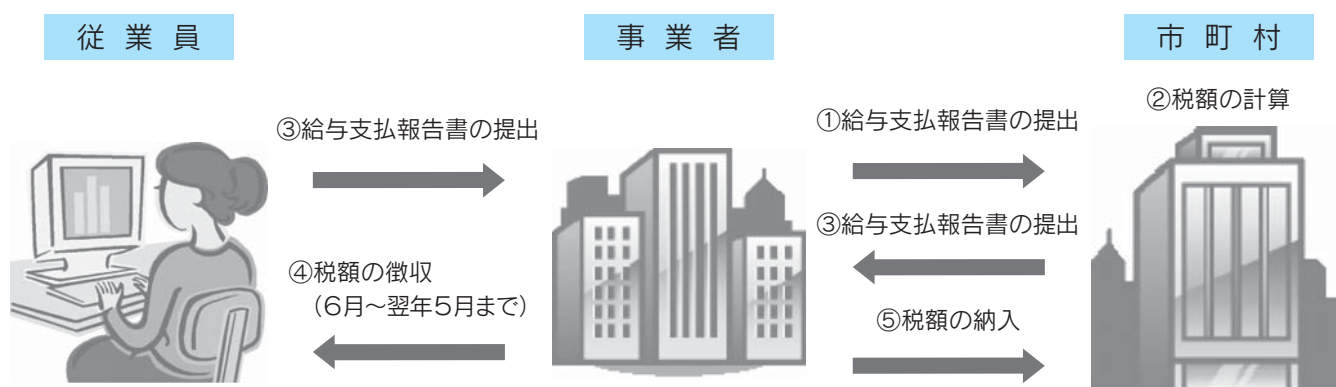 従業員
事業者
市町村
②税額の計算
③給与支払報告書の提出
①給与支払報告書の提出
③給与支払報告書の提出
④税額の徴収
（6月～翌年5月まで）
⑤税額の納入